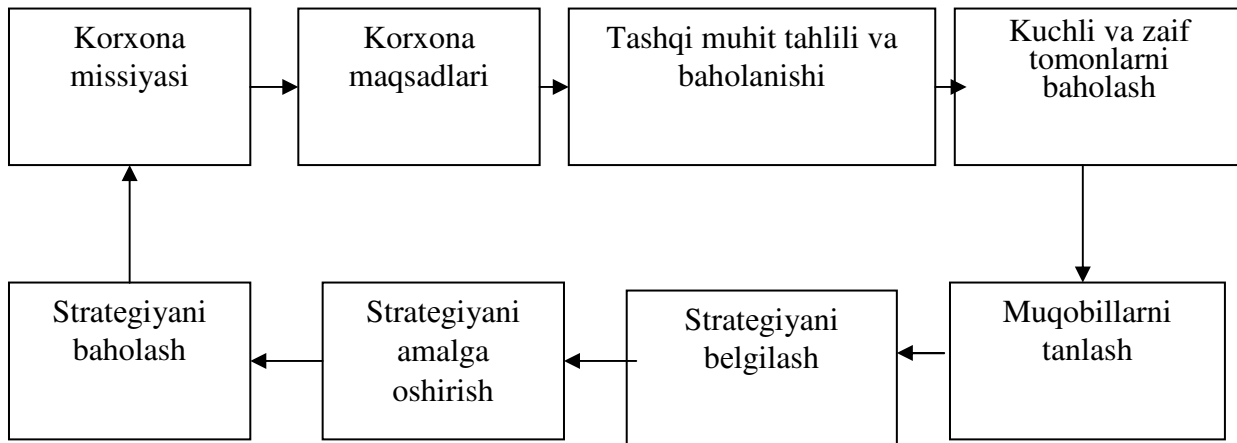 Korxona
missiyasi
Korxona
maqsadlari
Tashqi muhit tahlili va
baholanishi
Kuchli va zaif
tomonlarni
baholash
Strategiyani
baholash
Strategiyani
amalga
oshirish
Strategiyani
belgilash
Muqobillarni
tanlash